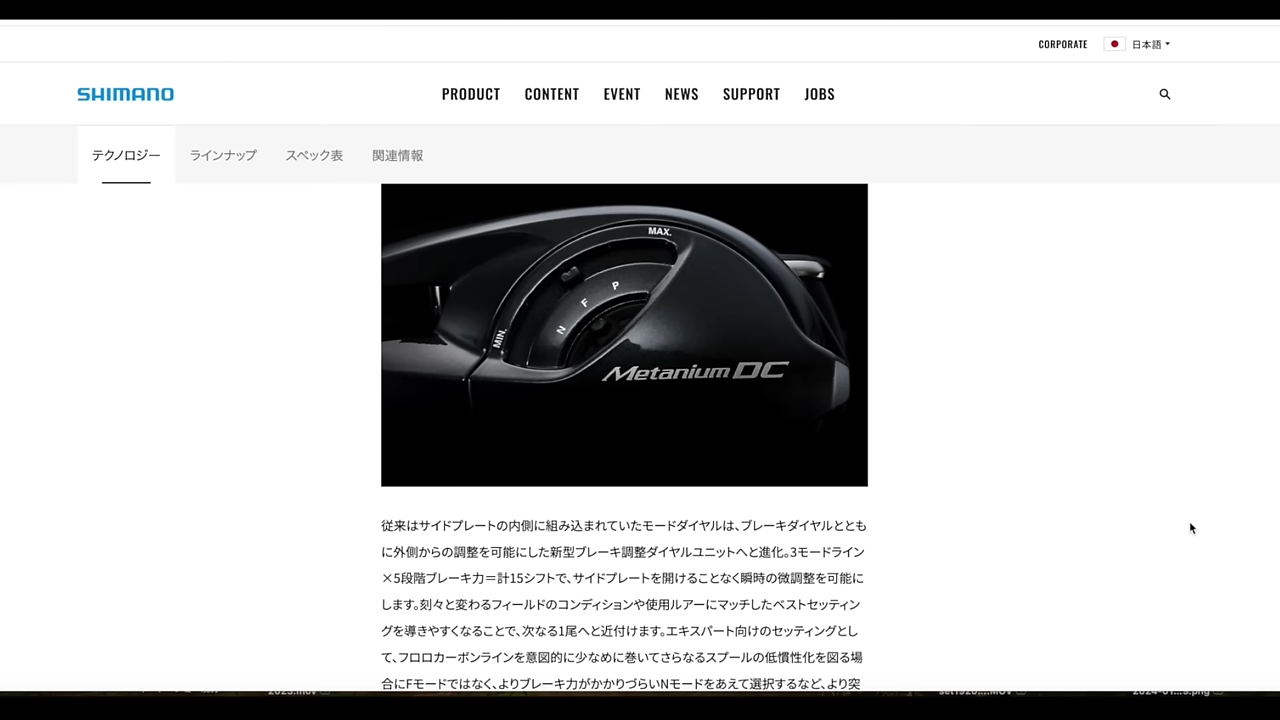 CORPORATE 日本語
SHIMANO PRODUCT CONTENT EVENT NEWS SUPPORT JOBS
テクノロジー ラインナップ スペック表 関連情報
MAX.
P
F
N
MIN.
Metanium DC
従来はサイドプレートの内側に組み込まれていたモードダイヤルは、ブレーキダイヤルととも
に外側からの調整を可能にした新型ブレーキ調整ダイヤルユニットへと進化。3モードライン
×5段階ブレーキ力＝計15シフトで、サイドプレートを開けることなく瞬時の微調整を可能に
します。刻々と変わるフィールドのコンディションや使用ルアーにマッチしたベストセッティン
グを導きやすくなることで、次なる1尾へと近付けます。エキスパート向けのセッティングとし
て、フロロカーボンラインを意図的に少なめに巻いてさらなるスプールの低慣性化を図る場
合にFモードではなく、よりブレーキ力がかかりづらいNモードをあえて選択するなど、より突